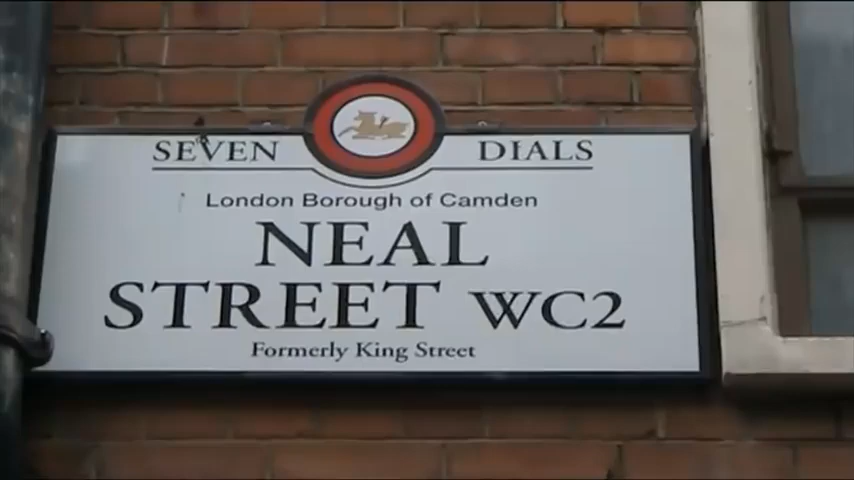 SEVEN DIALS
London Borough of Camden
NEAL
STREET WC2
Formerly King Street